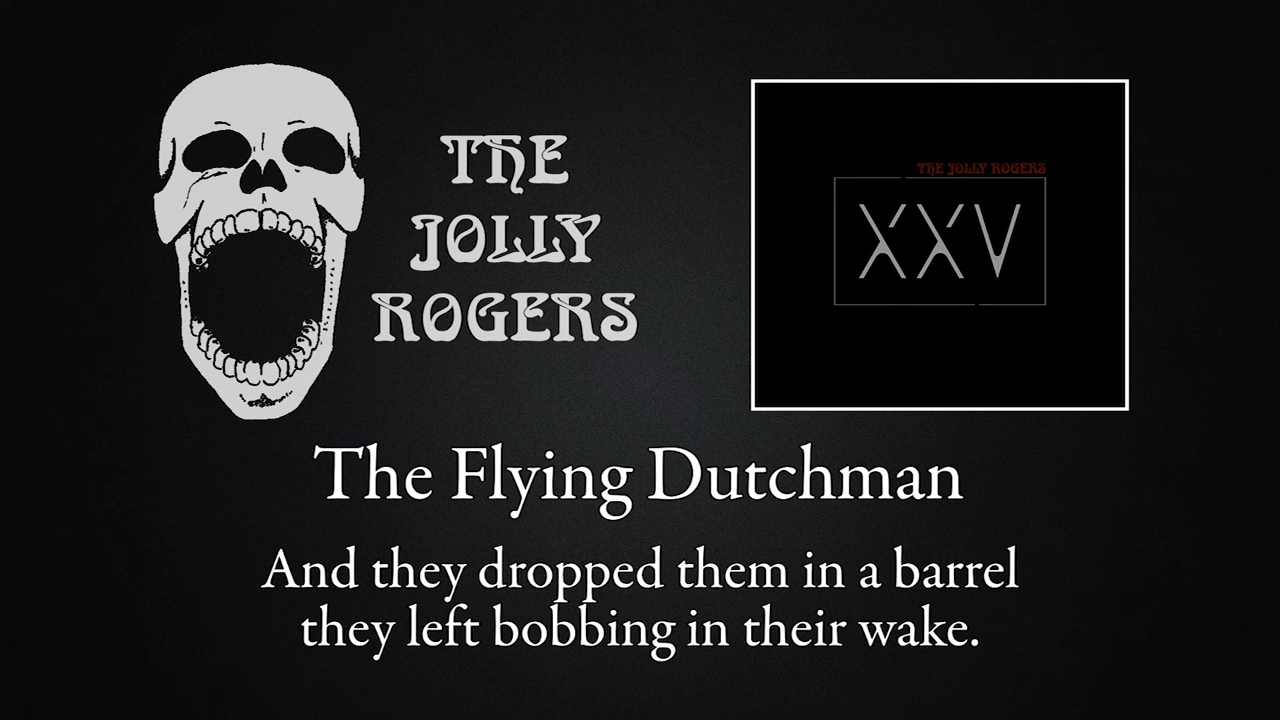 THE
JOLLY
ROGERS
THE JOLLY ROGERS
XXV
The Flying Dutchman
And they dropped them in a barrel
they left bobbing in their wake.